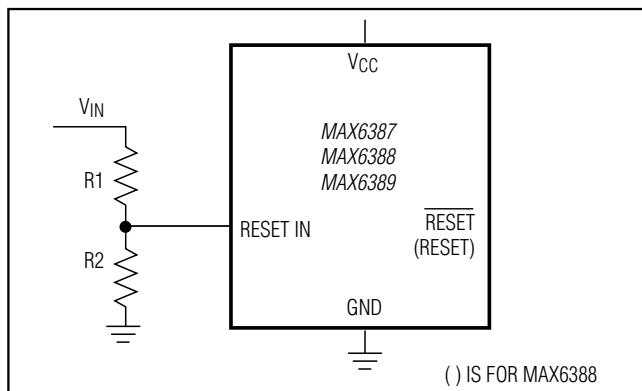 VCC
VIN
MAX6387
MAX6388
MAX6389
R1
RESET IN
RESET
(RESET)
R2
GND
( ) IS FOR MAX6388